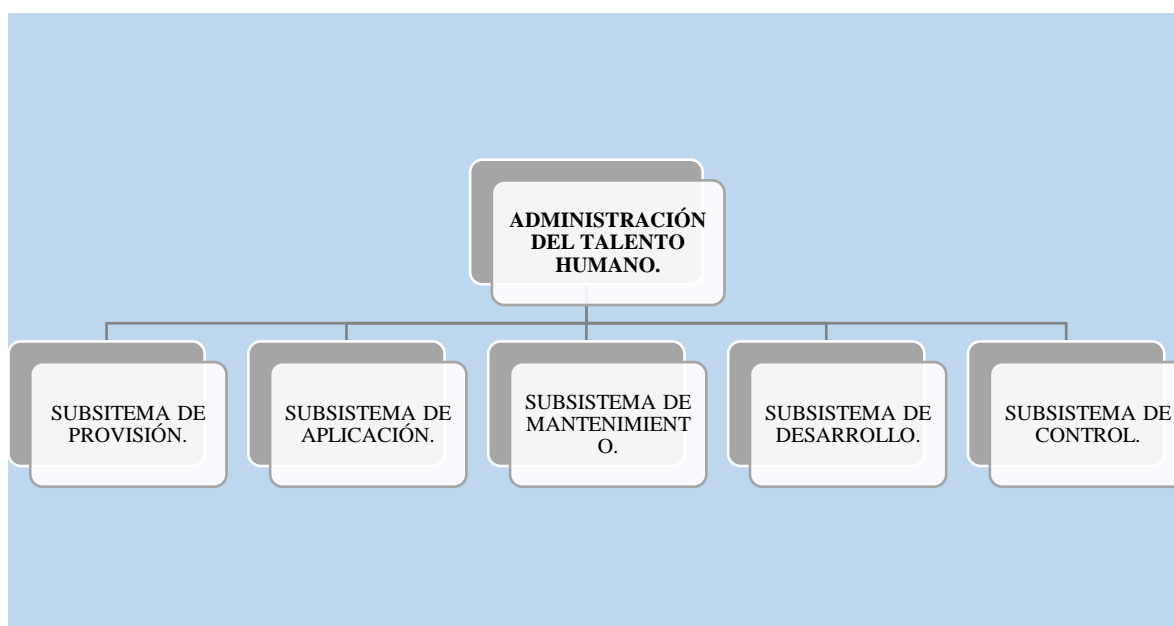 ADMINISTRACIÓN
DEL TALENTO
HUMANO.
SUBSITEMA DE
PROVISIÓN.
SUBSISTEMA DE
APLICACIÓN.
SUBSISTEMA DE
MANTENIMIENT
O.
SUBSISTEMA DE
DESARROLLO.
SUBSISTEMA DE
CONTROL.